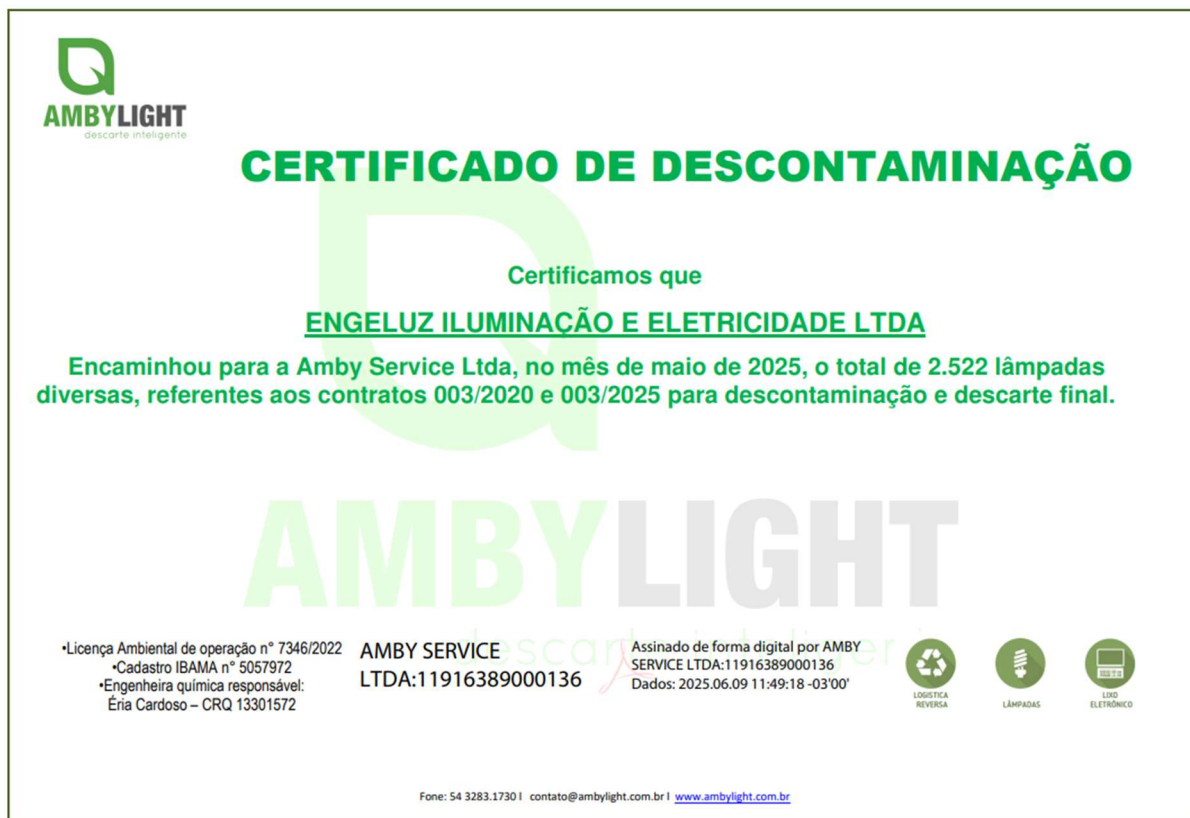 AMBYLIGHT
descarte inteligente
CERTIFICADO DE DESCONTAMINAÇÃO
Certificamos que
ENGELUZ ILUMINAÇÃO E ELETRICIDADE LTDA
Encaminhou para a Amby Service Ltda, no mês de maio de 2025, o total de 2.522 lâmpadas
diversas, referentes aos contratos 003/2020 e 003/2025 para descontaminação e descarte final.
AMBYLIGHT
descarte inteligente
•Licença Ambiental de operação n° 7346/2022
•Cadastro IBAMA n° 5057972
•Engenheira química responsável:
Éria Cardoso – CRQ 13301572
AMBY SERVICE
LTDA:11916389000136
Assinado de forma digital por AMBY
SERVICE LTDA:11916389000136
Dados: 2025.06.09 11:49:18 -03'00'
LOGISTICA
REVERSA
LÂMPADAS
LIXO
ELETRÔNICO
Fone: 54 3283.1730 l contato@ambylight.com.br l www.ambylight.com.br